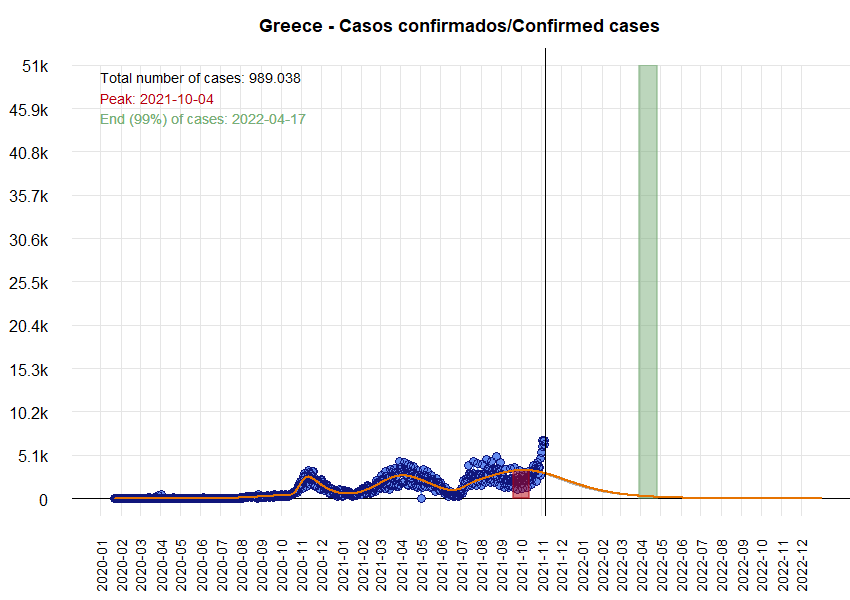 Greece - Casos confirmados/Confirmed cases
51k
45.9k
40.8k
35.7k
30.6k
25.5k
20.4k
15.3k
10.2k
5.1k
0
Total number of cases: 989.038
Peak: 2021-10-04
End (99%) of cases: 2022-04-17
2020-01
2020-02
2020-03
2020-04
2020-05
2020-06
2020-07
2020-08
2020-09
2020-10
2020-11
2020-12
2021-01
2021-02
2021-03
2021-04
2021-05
2021-06
2021-07
2021-08
2021-09
2021-10
2021-11
2021-12
2022-01
2022-02
2022-03
2022-04
2022-05
2022-06
2022-07
2022-08
2022-09
2022-10
2022-11
2022-12